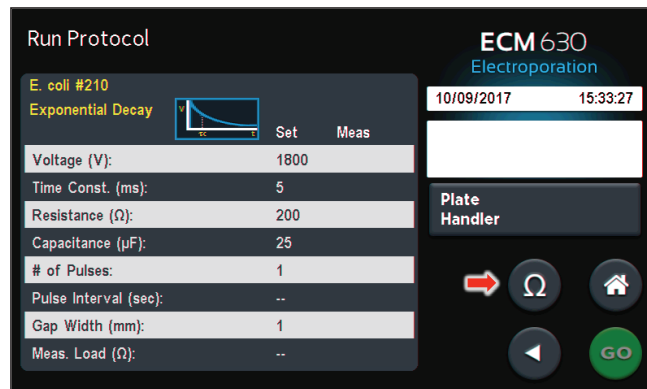 Run Protocol
ECM 630
Electroporation
E. coli #210
Exponential Decay
V
τc
t
Set Meas
10/09/2017 15:33:27
Voltage (V): 1800
Time Const. (ms): 5
Resistance (Ω): 200
Capacitance (µF): 25
# of Pulses: 1
Pulse Interval (sec): --
Gap Width (mm): 1
Meas. Load (Ω): --
Plate
Handler
Ω
GO